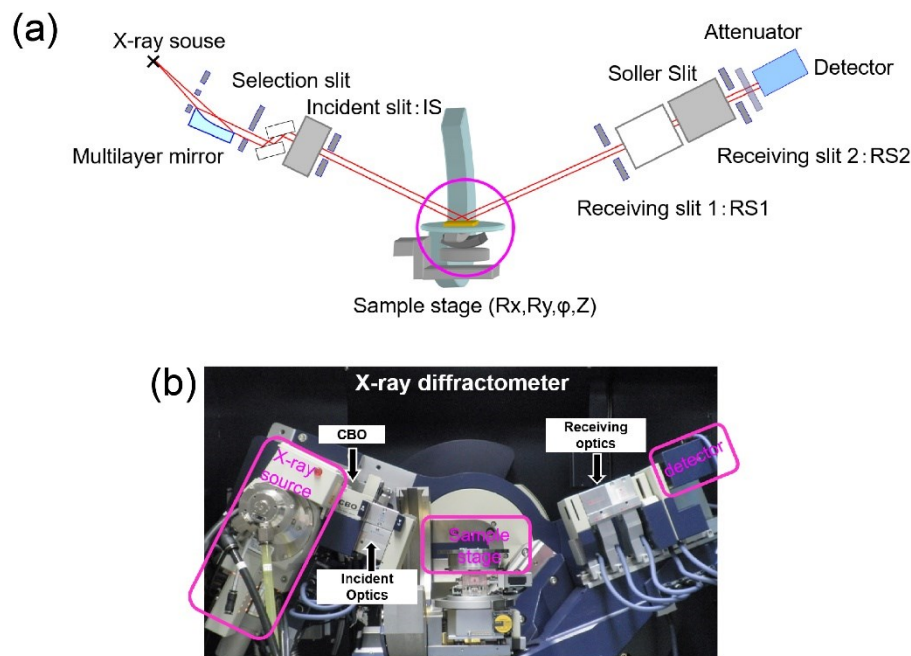 (a)
X-ray souse
Selection slit
Incident slit:IS
Multilayer mirror
Attenuator
Soller Slit
Detector
Receiving slit 2:RS2
Receiving slit 1:RS1
Sample stage (Rx,Ry,φ,Z)
(b)
X-ray diffractometer
CBO
Receiving
optics
X-ray
source
detector
CBO
Sample
stage
Incident
Optics